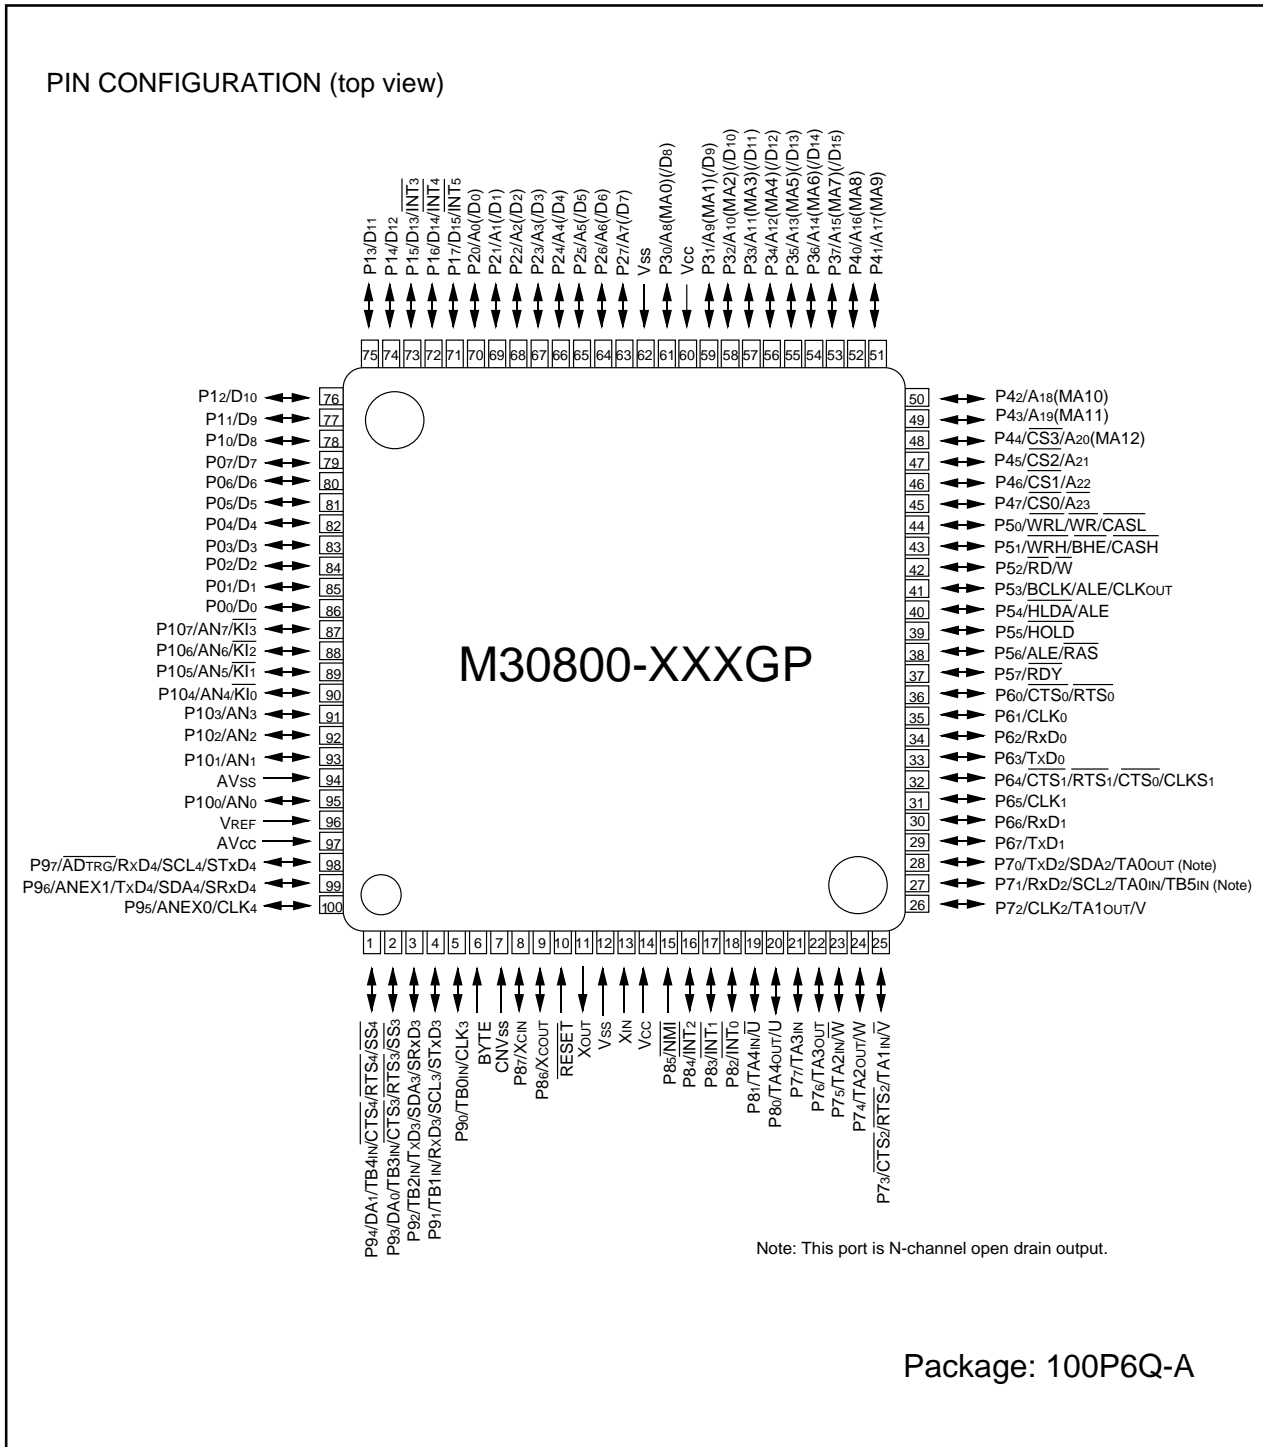 PIN CONFIGURATION (top view)
P13/D11
P14/D12
P15/D13/INT3
P16/D14/INT4
P17/D15/INT5
P20/A0(/D0)
P21/A1(/D1)
P22/A2(/D2)
P23/A3(/D3)
P24/A4(/D4)
P25/A5(/D5)
P26/A6(/D6)
P27/A7(/D7)
Vss
P30/A8(MA0)(/D8)
Vcc
P31/A9(MA1)(/D9)
P32/A10(MA2)(/D10)
P33/A11(MA3)(/D11)
P34/A12(MA4)(/D12)
P35/A13(MA5)(/D13)
P36/A14(MA6)(/D14)
P37/A15(MA7)(/D15)
P40/A16(MA8)
P41/A17(MA9)
75 74 73 72 71 70 69 68 67 66 65 64 63 62 61 60 59 58 57 56 55 54 53 52 51
P12/D10 76
P11/D9 77
P10/D8 78
P07/D7 79
P06/D6 80
P05/D5 81
P04/D4 82
P03/D3 83
P02/D2 84
P01/D1 85
P00/D0 86
P107/AN7/KI3 87
P106/AN6/KI2 88
P105/AN5/KI1 89
P104/AN4/KI0 90
P103/AN3 91
P102/AN2 92
P101/AN1 93
AVss 94
P100/AN0 95
VREF 96
AVcc 97
P97/ADTRG/RxD4/SCL4/STxD4 98
P96/ANEX1/TxD4/SDA4/SRxD4 99
P95/ANEX0/CLK4 100
M30800-XXXGP
50 P42/A18(MA10)
49 P43/A19(MA11)
48 P44/CS3/A20(MA12)
47 P45/CS2/A21
46 P46/CS1/A22
45 P47/CS0/A23
44 P50/WRL/WR/CASL
43 P51/WRH/BHE/CASH
42 P52/RD/W
41 P53/BCLK/ALE/CLKOUT
40 P54/HLDA/ALE
39 P55/HOLD
38 P56/ALE/RAS
37 P57/RDY
36 P60/CTS0/RTS0
35 P61/CLK0
34 P62/RxD0
33 P63/TxD0
32 P64/CTS1/RTS1/CTS0/CLKS1
31 P65/CLK1
30 P66/RxD1
29 P67/TxD1
28 P70/TxD2/SDA2/TA0OUT (Note)
27 P71/RxD2/SCL2/TA0IN/TB5IN (Note)
26 P72/CLK2/TA1OUT/V
1 2 3 4 5 6 7 8 9 10 11 12 13 14 15 16 17 18 19 20 21 22 23 24 25
P94/DA1/TB4IN/CTS4/RTS4/SS4
P93/DA0/TB3IN/CTS3/RTS3/SS3
P92/TB2IN/TxD3/SDA3/SRxD3
P91/TB1IN/RxD3/SCL3/STxD3
P90/TB0IN/CLK3
BYTE
CNVss
P87/XCIN
P86/XCOUT
RESET
XOUT
Vss
XIN
Vcc
P85/NMI
P84/INT2
P83/INT1
P82/INT0
P81/TA4IN/U
P80/TA4OUT/U
P77/TA3IN
P76/TA3OUT
P75/TA2IN/W
P74/TA2OUT/W
P73/CTS2/RTS2/TA1IN/V
Note: This port is N-channel open drain output.
Package: 100P6Q-A